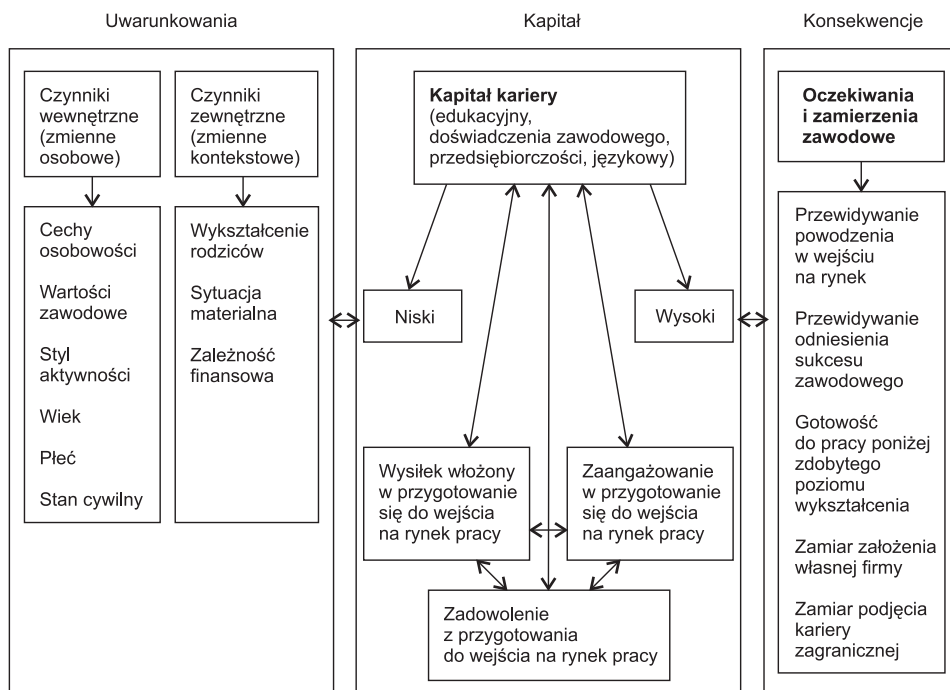 Uwarunkowania
Czynniki
wewnętrzne
(zmienne
osobowe)
Cechy
osobowości
Wartości
zawodowe
Styl
aktywności
Wiek
Płeć
Stan cywilny
Czynniki
zewnętrzne
(zmienne
kontekstowe)
Wykształcenie
rodziców
Sytuacja
materialna
Zależność
finansowa
Kapitał
Kapitał kariery
(edukacyjny,
doświadczenia zawodowego,
przedsiębiorczości, językowy)
Niski
Wysoki
Wysiłek włożony
w przygotowanie
się do wejścia
na rynek pracy
Zaangażowanie
w przygotowanie
się do wejścia
na rynek pracy
Zadowolenie
z przygotowania
do wejścia na rynek pracy
Konsekwencje
Oczekiwania
i zamierzenia
zawodowe
Przewidywanie
powodzenia
w wejściu
na rynek
Przewidywanie
odniesienia
sukcesu
zawodowego
Gotowość
do pracy poniżej
zdobytego
poziomu
wykształcenia
Zamiar założenia
własnej firmy
Zamiar podjęcia
kariery
zagranicznej